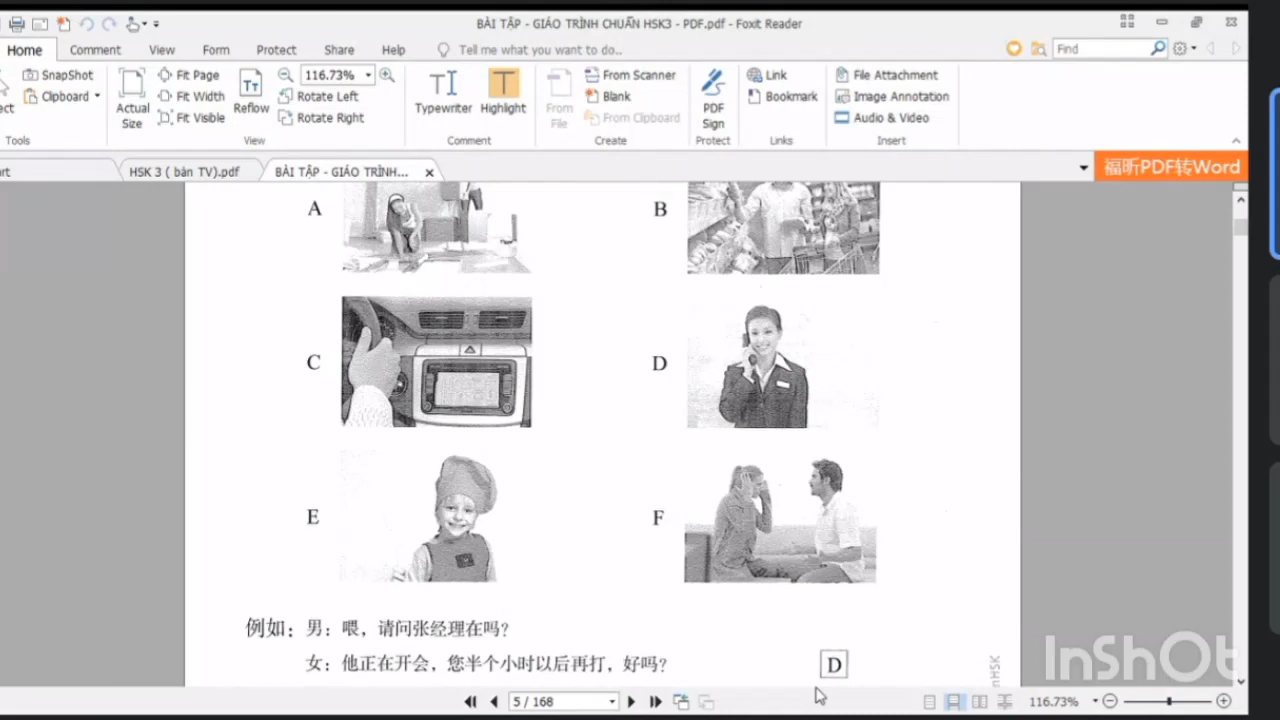 BÀI TẬP - GIÁO TRÌNH CHUẨN HSK3 - PDF.pdf - Foxit Reader
Home Comment View Form Protect Share Help Tell me what you want to do.. Find
SnapShot
Clipboard
Tools
Actual Size
Fit Page
Fit Width
Fit Visible
Reflow
116.73%
Rotate Left
Rotate Right
View
Typewriter Highlight
Comment
From File
From Scanner
Blank
From Clipboard
Create
PDF Sign
Protect
Link
Bookmark
Links
File Attachment
Image Annotation
Audio & Video
Insert
HSK 3 ( bản TV).pdf
BÀI TẬP - GIÁO TRÌNH...
福昕PDF转Word
A
B
C
D
E
F
例如：男：喂，请问张经理在吗？
女：他正在开会，您半个小时以后再打，好吗？ D
InShOt
5 / 168
116.73%